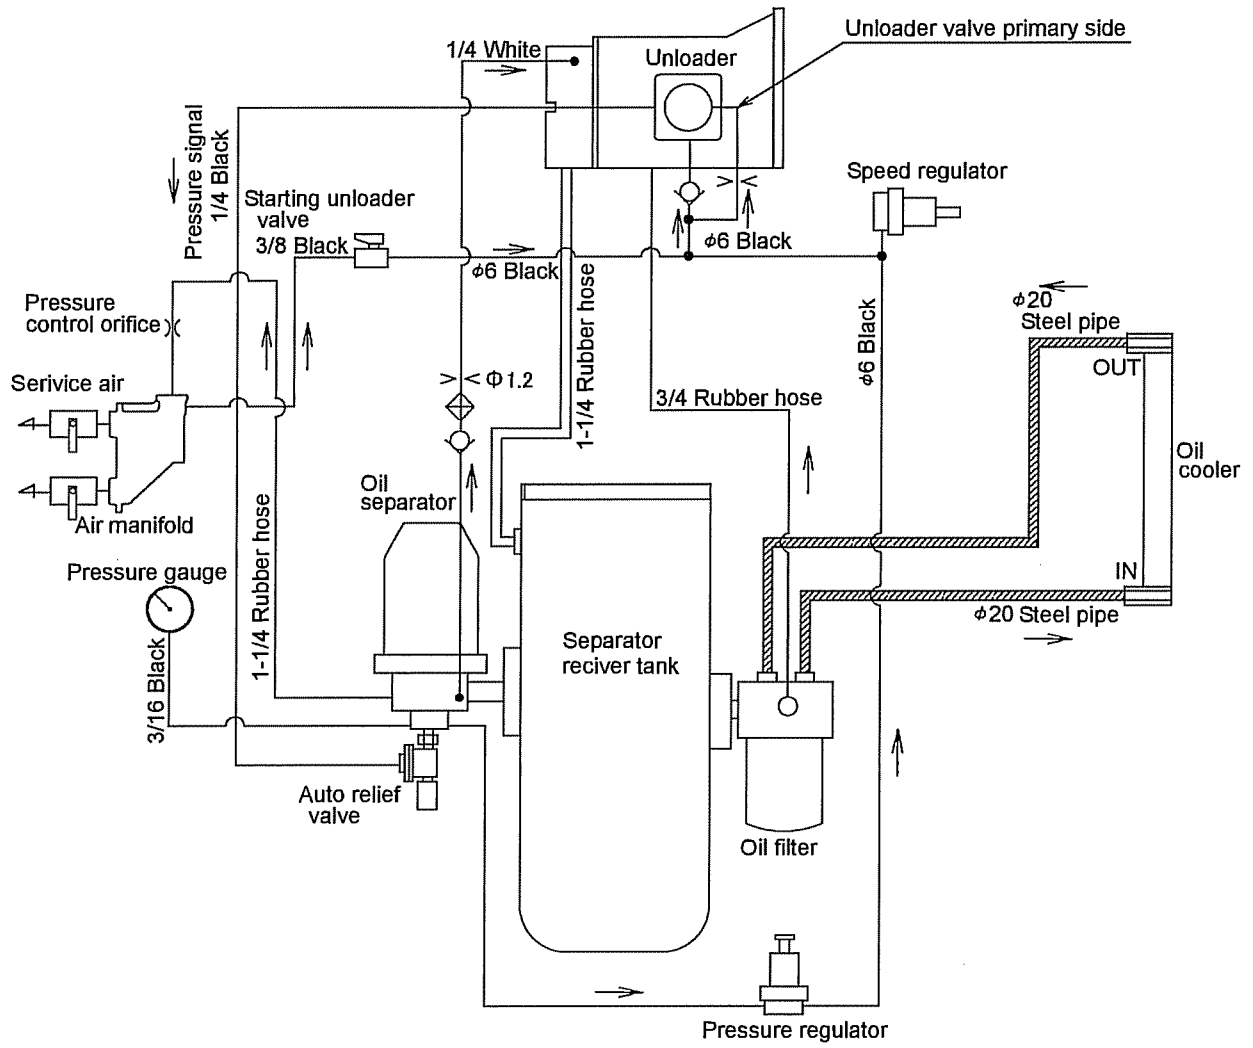 1/4 White
Unloader
Unloader valve primary side
Pressure signal
1/4 Black
Starting unloader
valve
3/8 Black
Speed regulator
ϕ6 Black
ϕ6 Black
1-1/4 Rubber hose
ϕ6 Black
ϕ20
Steel pipe
OUT
Pressure
control orifice
Serivice air
Φ1.2
3/4 Rubber hose
Oil
cooler
Oil
separator
Air manifold
1-1/4 Rubber hose
Pressure gauge
IN
ϕ20 Steel pipe
Separator
reciver tank
3/16 Black
Auto relief
valve
Oil filter
Pressure regulator